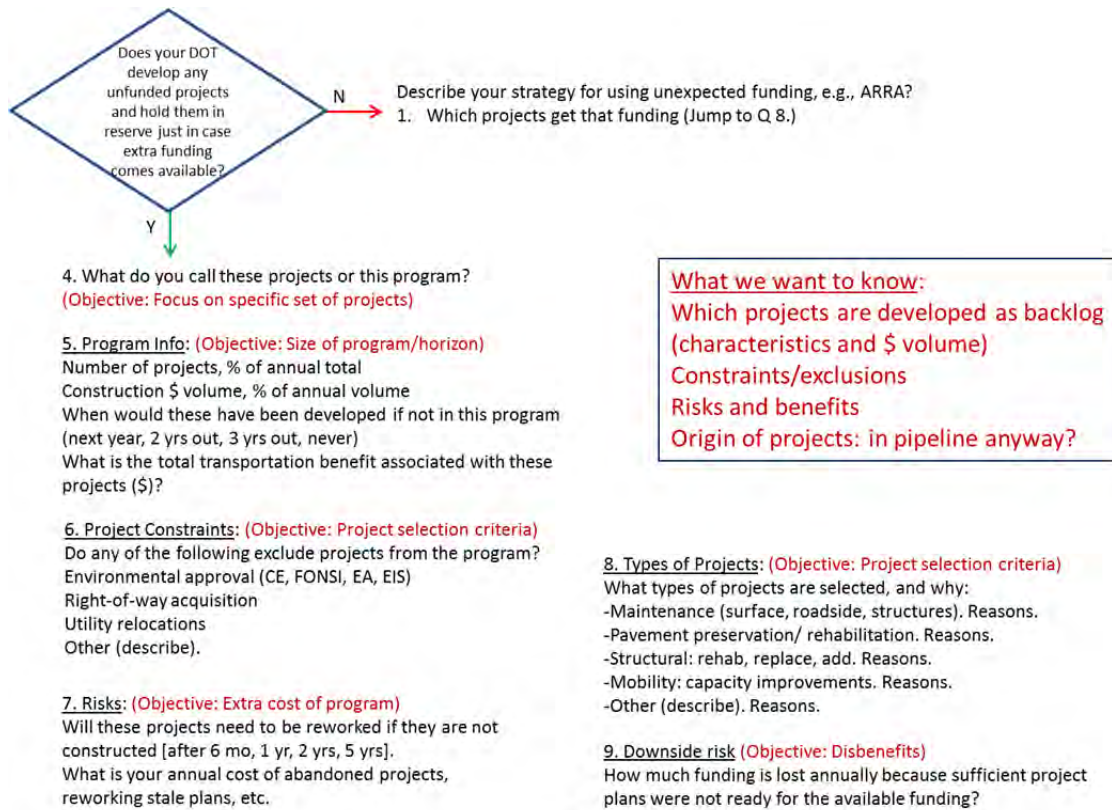 Does your DOT
develop any
unfunded projects
and hold them in
reserve just in case
extra funding
comes available?
N
Describe your strategy for using unexpected funding, e.g., ARRA?
1. Which projects get that funding (Jump to Q 8.)
Y
4. What do you call these projects or this program?
(Objective: Focus on specific set of projects)
5. Program Info: (Objective: Size of program/horizon)
Number of projects, % of annual total
Construction $ volume, % of annual volume
When would these have been developed if not in this program
(next year, 2 yrs out, 3 yrs out, never)
What is the total transportation benefit associated with these
projects ($)?
6. Project Constraints: (Objective: Project selection criteria)
Do any of the following exclude projects from the program?
Environmental approval (CE, FONSI, EA, EIS)
Right-of-way acquisition
Utility relocations
Other (describe).
7. Risks: (Objective: Extra cost of program)
Will these projects need to be reworked if they are not
constructed [after 6 mo, 1 yr, 2 yrs, 5 yrs].
What is your annual cost of abandoned projects,
reworking stale plans, etc.
What we want to know:
Which projects are developed as backlog
(characteristics and $ volume)
Constraints/exclusions
Risks and benefits
Origin of projects: in pipeline anyway?
8. Types of Projects: (Objective: Project selection criteria)
What types of projects are selected, and why:
-Maintenance (surface, roadside, structures). Reasons.
-Pavement preservation/ rehabilitation. Reasons.
-Structural: rehab, replace, add. Reasons.
-Mobility: capacity improvements. Reasons.
-Other (describe). Reasons.
9. Downside risk (Objective: Disbenefits)
How much funding is lost annually because sufficient project
plans were not ready for the available funding?